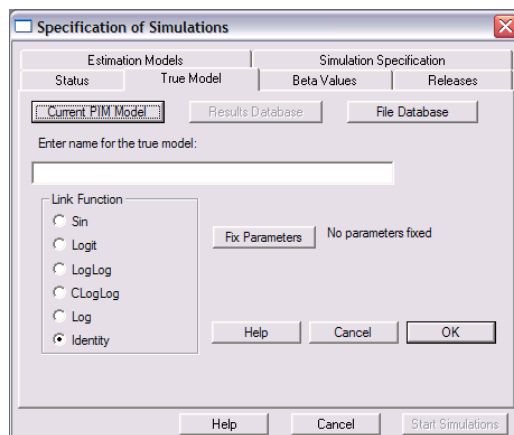 Specification of Simulations
Estimation Models Simulation Specification
Status True Model Beta Values Releases
Current PIM Model Results Database File Database
Enter name for the true model:
Link Function
Sin
Logit
LogLog
CLogLog
Log
Identity
Fix Parameters No parameters fixed
Help Cancel OK
Help Cancel Start Simulations